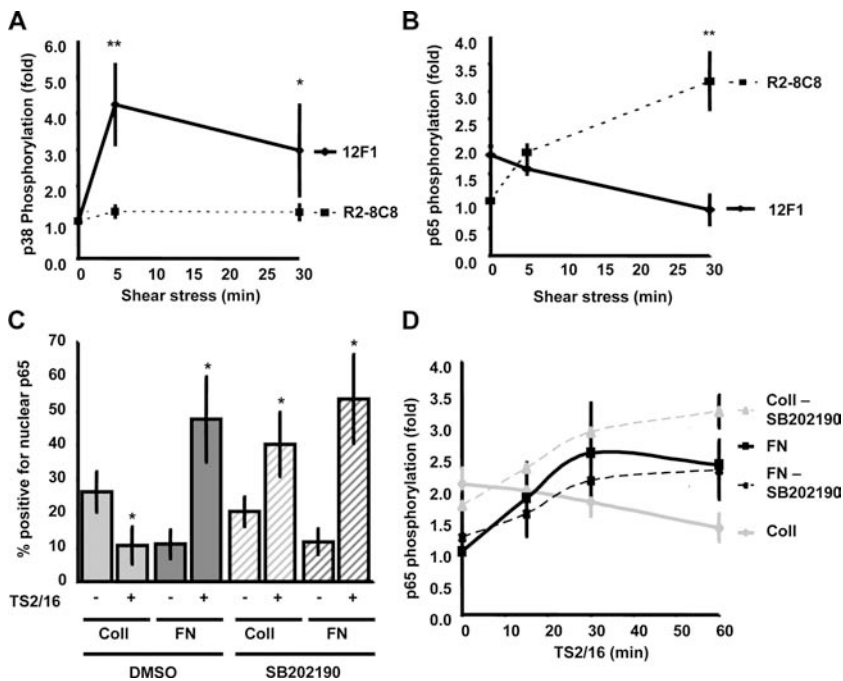 A
p38 Phosphorylation (fold)
6.0
5.0
4.0
3.0
2.0
1.0
0.0
**
*
12F1
R2-8C8
0 5 10 15 20 25 30
Shear stress (min)
B
p65 phosphorylation (fold)
4.0
3.5
3.0
2.5
2.0
1.5
1.0
0.5
0.0
**
R2-8C8
12F1
0 5 10 15 20 25 30
Shear stress (min)
C
% positive for nuclear p65
70
60
50
40
30
20
10
0
* * * *
TS2/16 - + - + - + - +
Coll FN Coll FN
DMSO SB202190
D
p65 phosphorylation (fold)
4.0
3.5
3.0
2.5
2.0
1.5
1.0
0.5
0.0
Coll –
SB202190
FN
FN –
SB202190
Coll
0 10 20 30 40 50 60
TS2/16 (min)